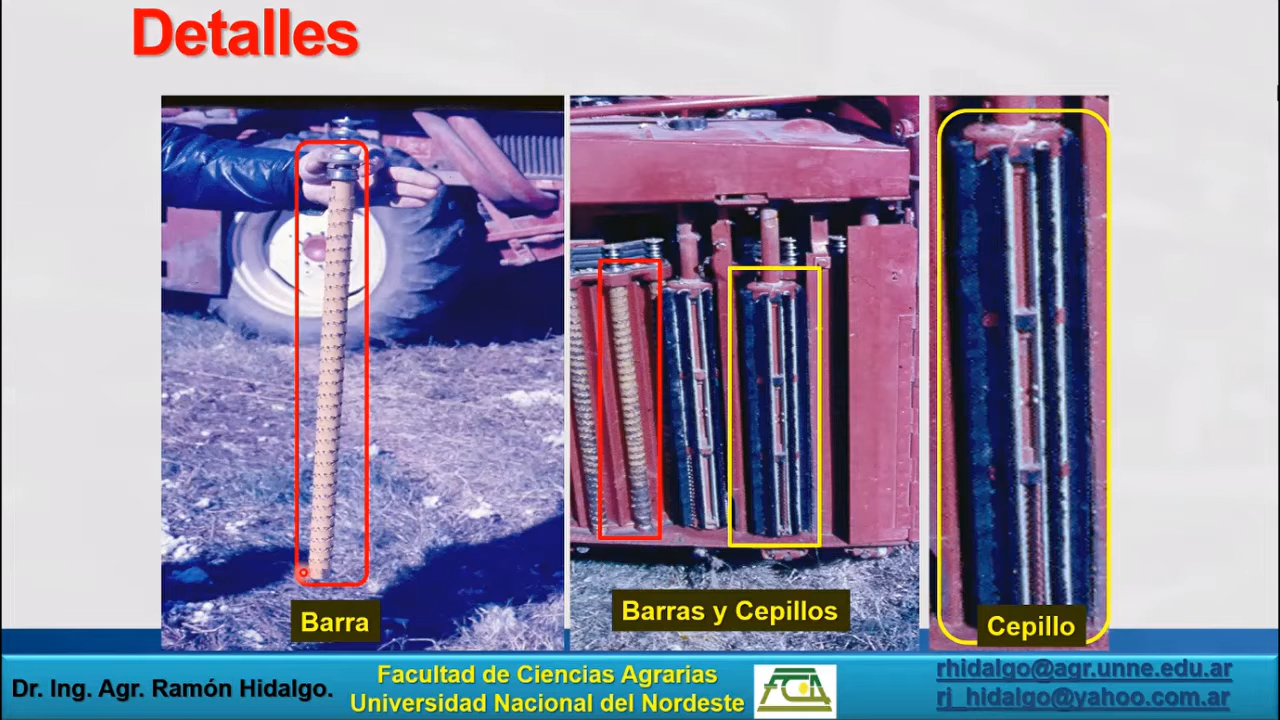 Detalles
Barra
Barras y Cepillos
Cepillo
Dr. Ing. Agr. Ramón Hidalgo.
Facultad de Ciencias Agrarias
Universidad Nacional del Nordeste
FCA
rhidalgo@agr.unne.edu.ar
rj_hidalgo@yahoo.com.ar